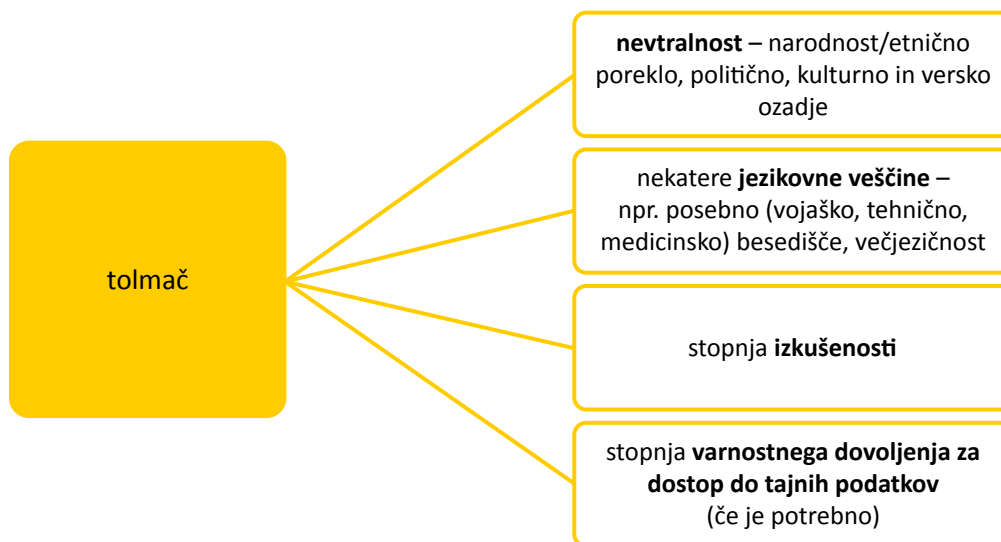 tolmač
nevtralnost – narodnost/etnično
poreklo, politično, kulturno in versko
ozadje
nekatere jezikovne veščine –
npr. posebno (vojaško, tehnično,
medicinsko) besedišče, večjezičnost
stopnja izkušenosti
stopnja varnostnega dovoljenja za
dostop do tajnih podatkov
(če je potrebno)